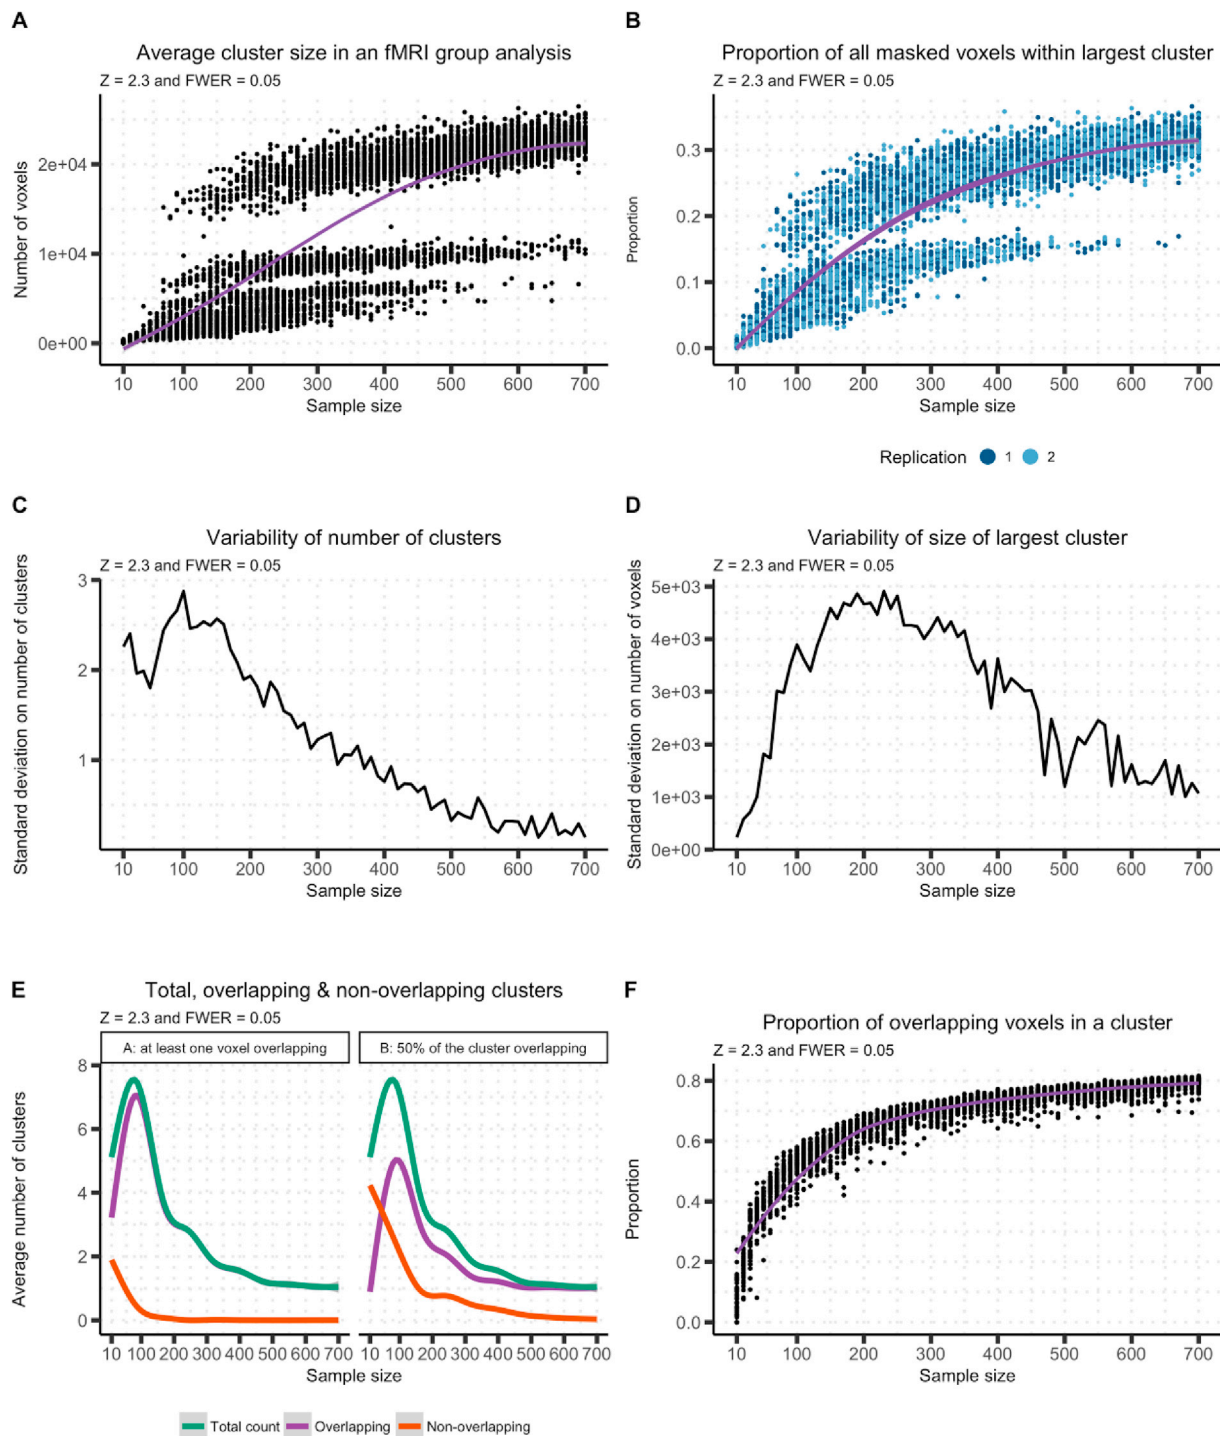 A
Average cluster size in an fMRI group analysis
Z = 2.3 and FWER = 0.05
Number of voxels
2e+04
1e+04
0e+00
10 100 200 300 400 500 600 700
Sample size
B
Proportion of all masked voxels within largest cluster
Z = 2.3 and FWER = 0.05
Proportion
0.3
0.2
0.1
0.0
10 100 200 300 400 500 600 700
Sample size
Replication 1 2
C
Variability of number of clusters
Z = 2.3 and FWER = 0.05
Standard deviation on number of clusters
3
2
1
10 100 200 300 400 500 600 700
Sample size
D
Variability of size of largest cluster
Z = 2.3 and FWER = 0.05
Standard deviation on number of voxels
5e+03
4e+03
3e+03
2e+03
1e+03
0e+00
10 100 200 300 400 500 600 700
Sample size
E
Total, overlapping & non-overlapping clusters
Z = 2.3 and FWER = 0.05
A: at least one voxel overlapping
B: 50% of the cluster overlapping
Average number of clusters
8
6
4
2
0
10 100 200 300 400 500 600 700
10 100 200 300 400 500 600 700
Sample size
Total count Overlapping Non-overlapping
F
Proportion of overlapping voxels in a cluster
Z = 2.3 and FWER = 0.05
Proportion
0.8
0.6
0.4
0.2
0.0
10 100 200 300 400 500 600 700
Sample size